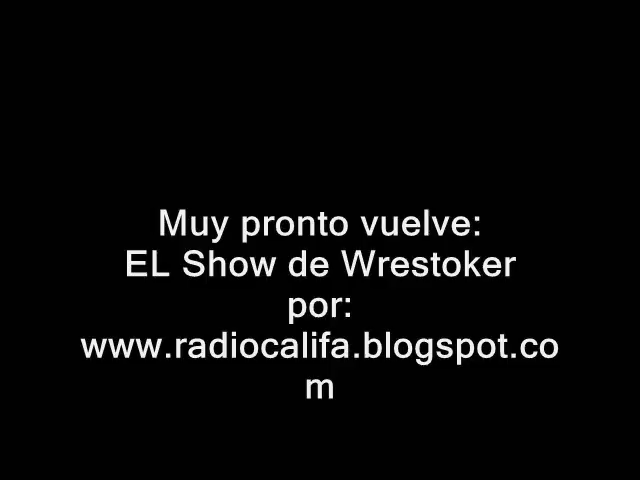 Muy pronto vuelve:
EL Show de Wrestoker
por:
www.radiocalifa.blogspot.co
m